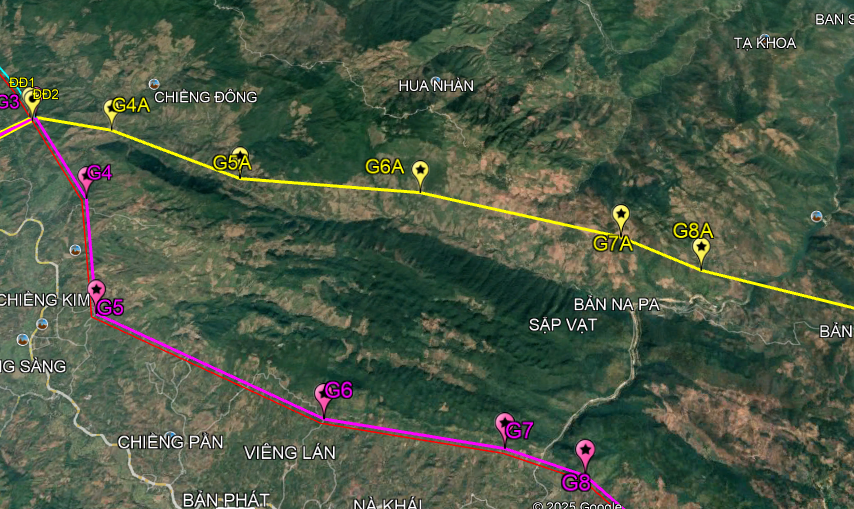 BAN S
TẠ KHOA
ĐĐ1
HUA NHÀN
ĐĐ2
CHIỀNG ĐÔNG
G3
G4A
G5A
G6A
G4
G8A
G7A
CHIỀNG KIM
G5
BẢN NA PA
SẬP VẠT
BẢN
NG SÀNG
G6
G7
CHIỀNG PÀN
VIÊNG LÁN
G8
BẢN PHÁT
NÀ KHÁI
© 2025 Google